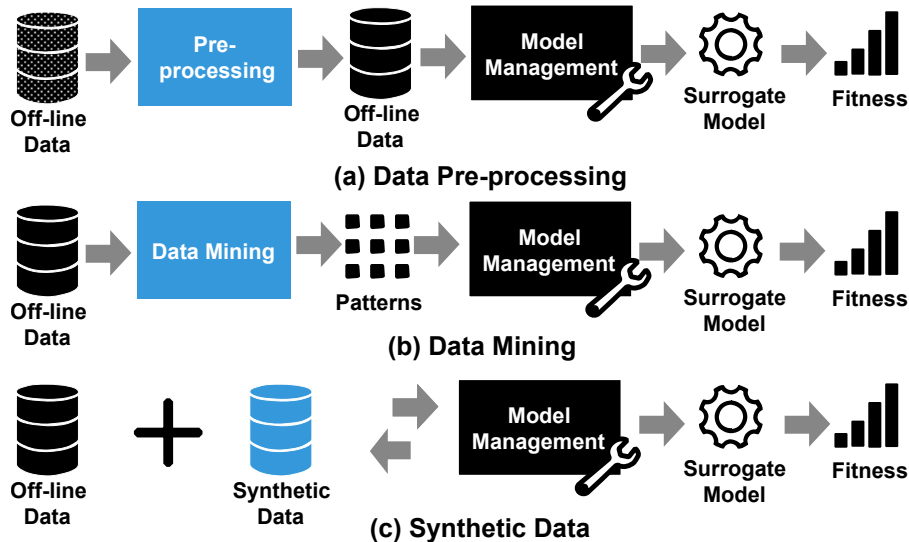 Pre-
processing
Model
Management
Off-line
Data
Off-line
Data
Surrogate
Model
Fitness
(a) Data Pre-processing
Data Mining
Model
Management
Off-line
Data
Patterns
Surrogate
Model
Fitness
(b) Data Mining
Model
Management
Off-line
Data
Synthetic
Data
Surrogate
Model
Fitness
(c) Synthetic Data